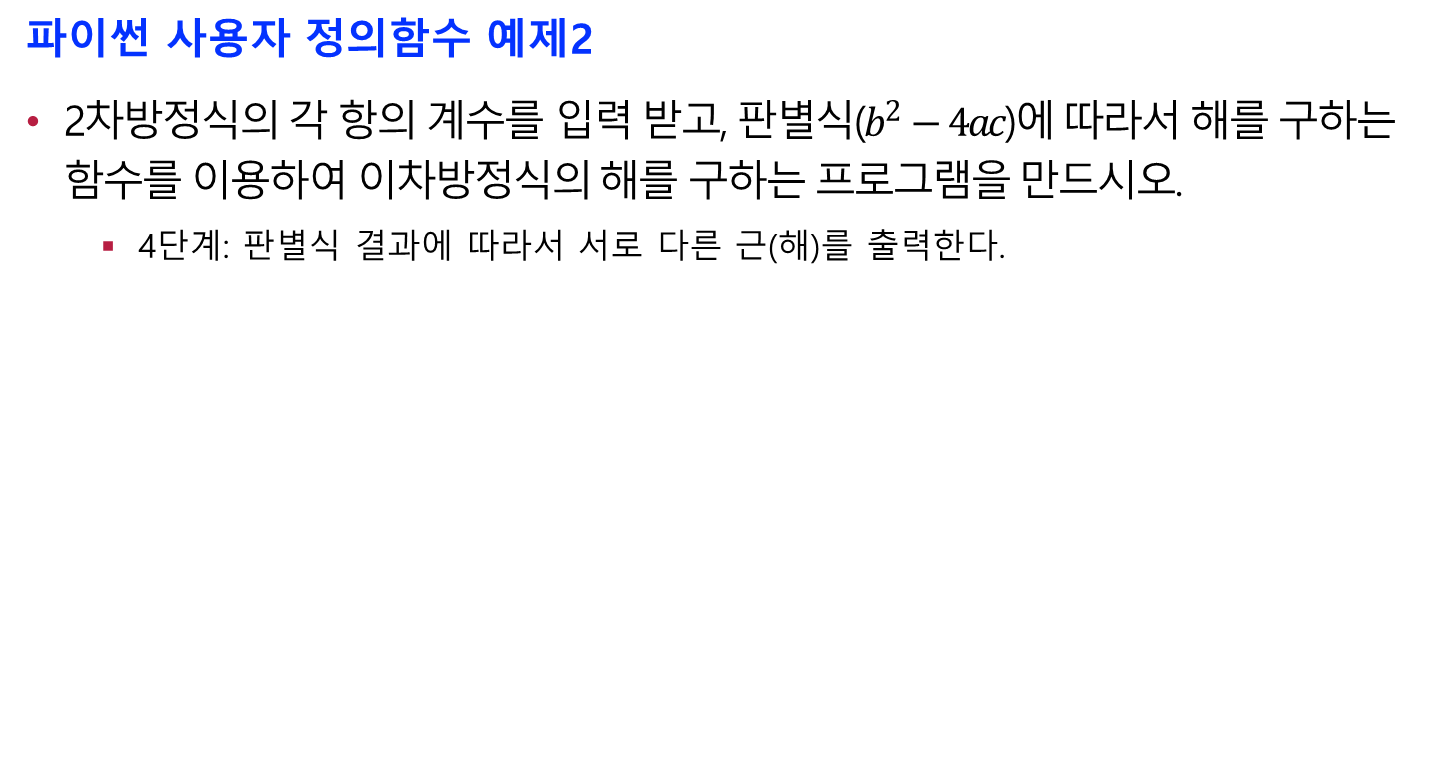 파이썬 사용자 정의함수 예제2
• 2차방정식의 각 항의 계수를 입력 받고, 판별식(b² − 4ac)에 따라서 해를 구하는
함수를 이용하여 이차방정식의 해를 구하는 프로그램을 만드시오.
▪ 4단계: 판별식 결과에 따라서 서로 다른 근(해)를 출력한다.